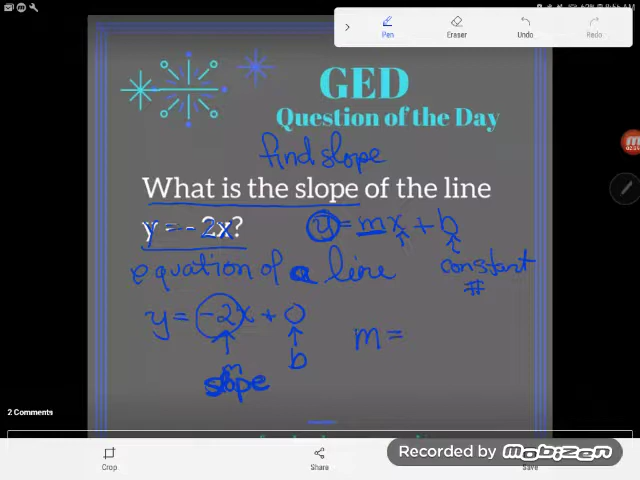 Pen
Eraser
Undo
Redo
GED
Question of the Day
find slope
What is the slope of the line
y = -2x?
y = mx + b
equation of a line
constant
#
y = -2x + 0
m =
m
b
slope
2 Comments
Crop
Share
Save
Recorded by Mobizen